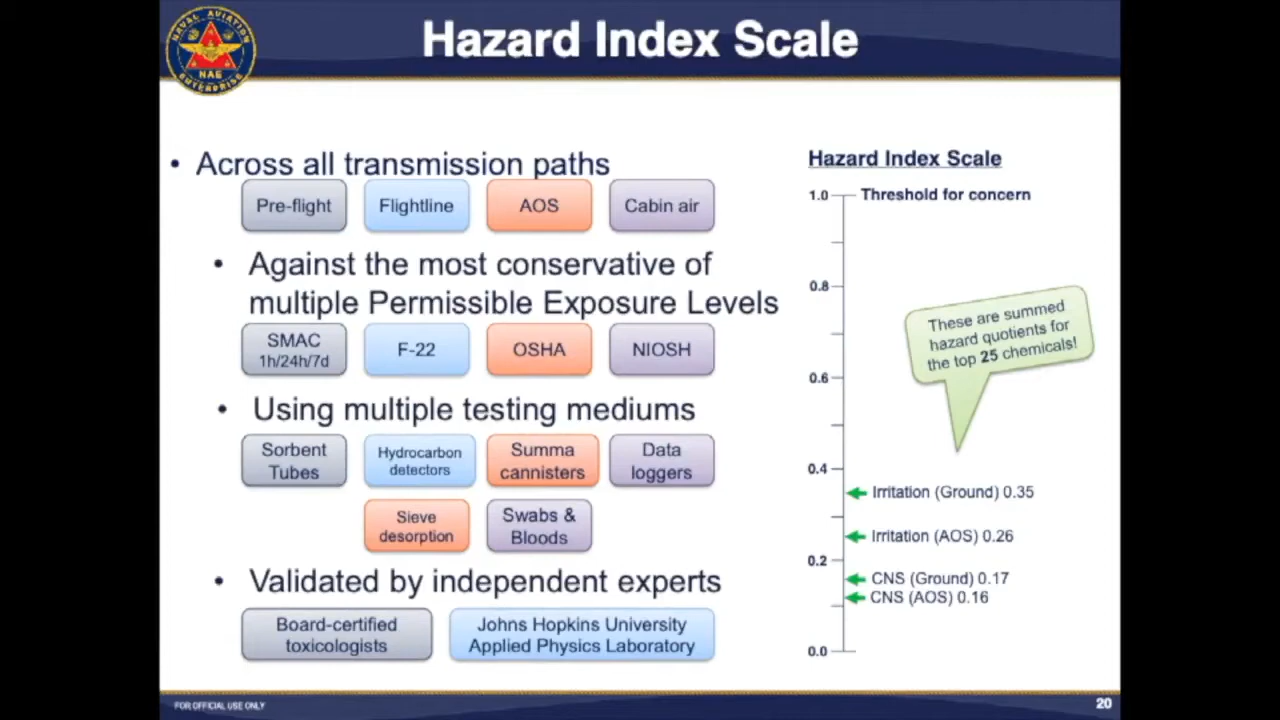 NAVAL AVIATION
NAE
ENTERPRISE
Hazard Index Scale
• Across all transmission paths
Pre-flight
Flightline
AOS
Cabin air
• Against the most conservative of
multiple Permissible Exposure Levels
SMAC
1h/24h/7d
F-22
OSHA
NIOSH
• Using multiple testing mediums
Sorbent
Tubes
Hydrocarbon
detectors
Summa
cannisters
Data
loggers
Sieve
desorption
Swabs &
Bloods
• Validated by independent experts
Board-certified
toxicologists
Johns Hopkins University
Applied Physics Laboratory
Hazard Index Scale
1.0
Threshold for concern
0.8
These are summed
hazard quotients for
the top 25 chemicals!
0.6
0.4
Irritation (Ground) 0.35
Irritation (AOS) 0.26
0.2
CNS (Ground) 0.17
CNS (AOS) 0.16
0.0
FOR OFFICIAL USE ONLY
20